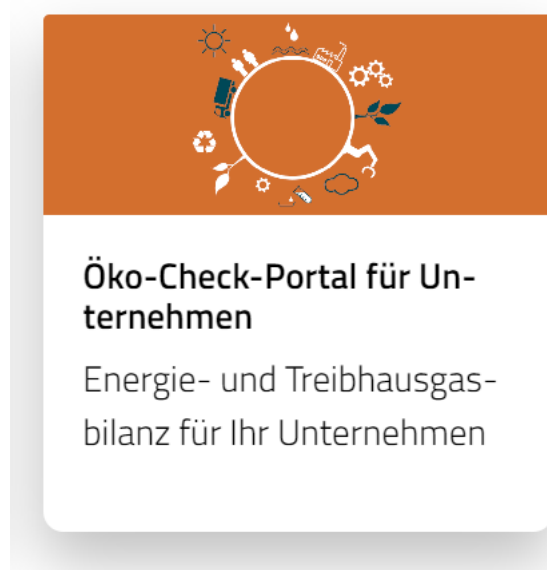 Öko-Check-Portal für Un-
ternehmen
Energie- und Treibhausgas-
bilanz für Ihr Unternehmen